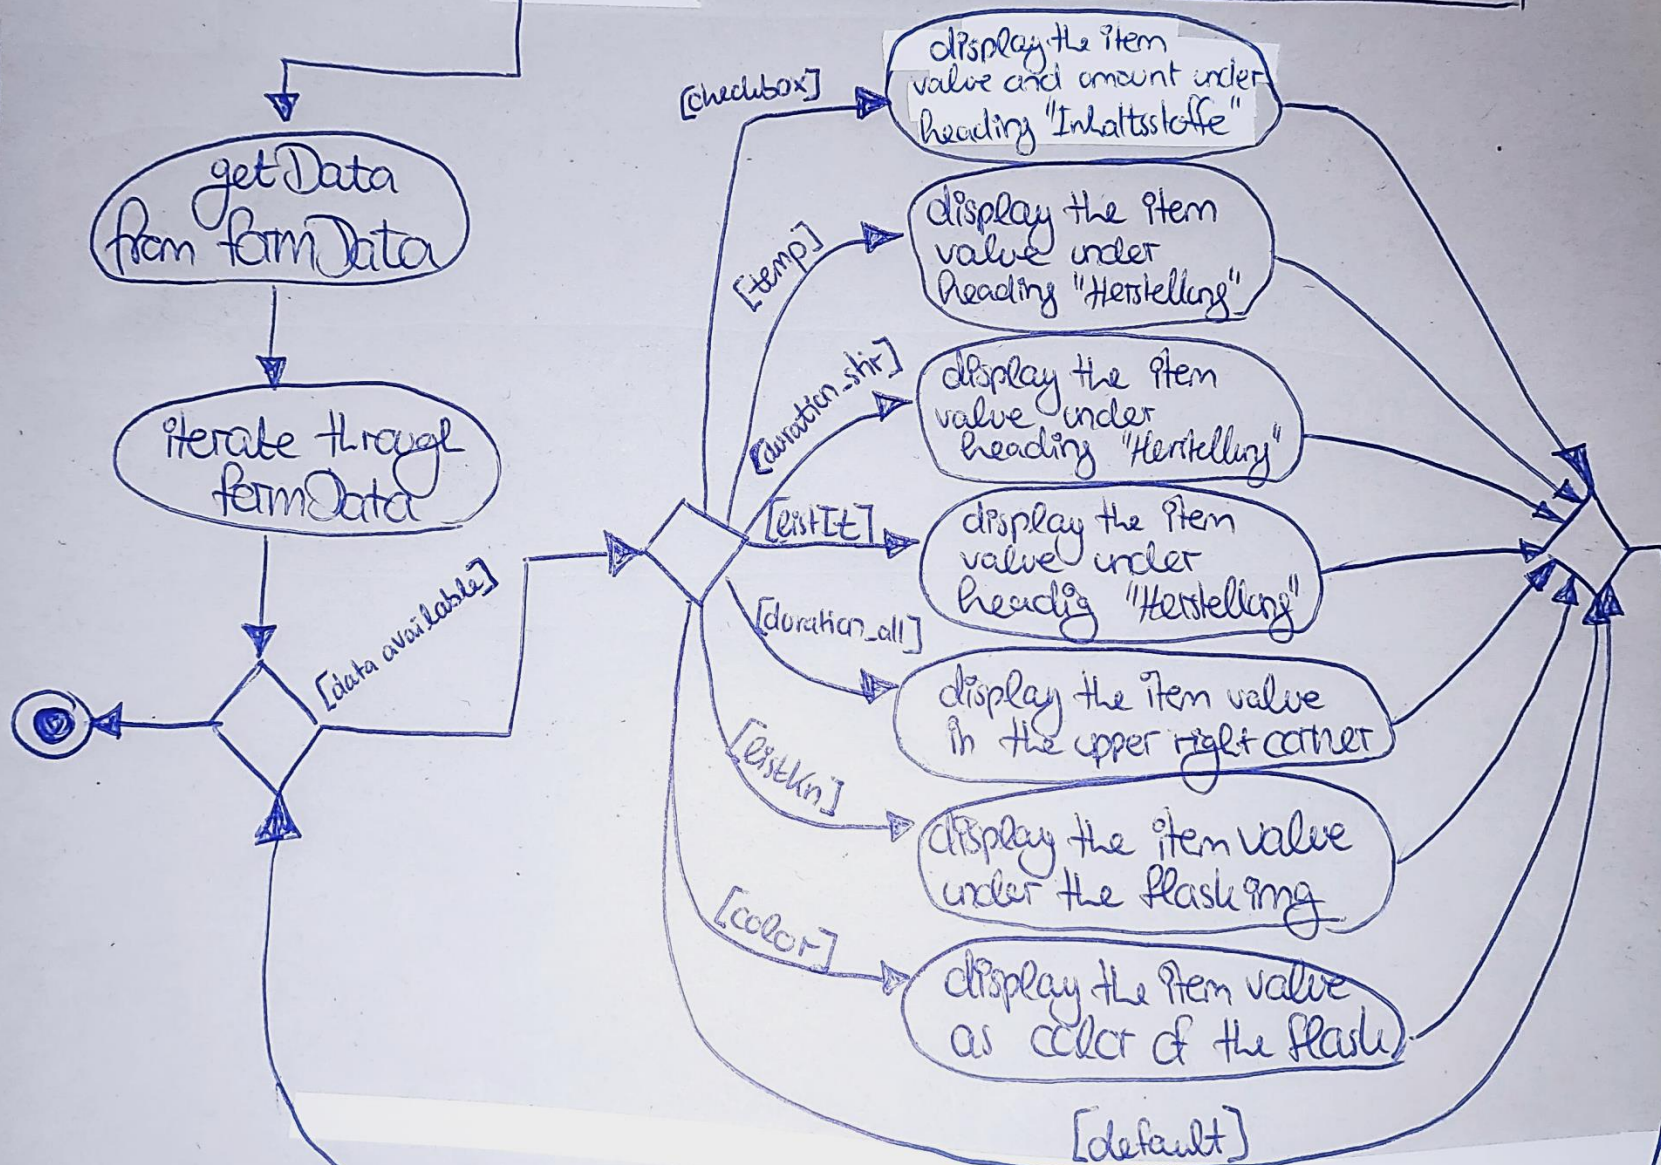 getData
from formData
iterate through
formData
[data available]
[checkbox]
display the item
value and amount under
heading "Inhaltsstoffe"
[temp]
display the item
value under
heading "Herstellung"
[duration_stir]
display the item
value under
heading "Herstellung"
[listIt]
display the item
value under
headig "Herstellung"
[duration_all]
display the item value
in the upper right corner
[listKn]
display the item value
under the flask img
[color]
display the item value
as color of the flask
[default]